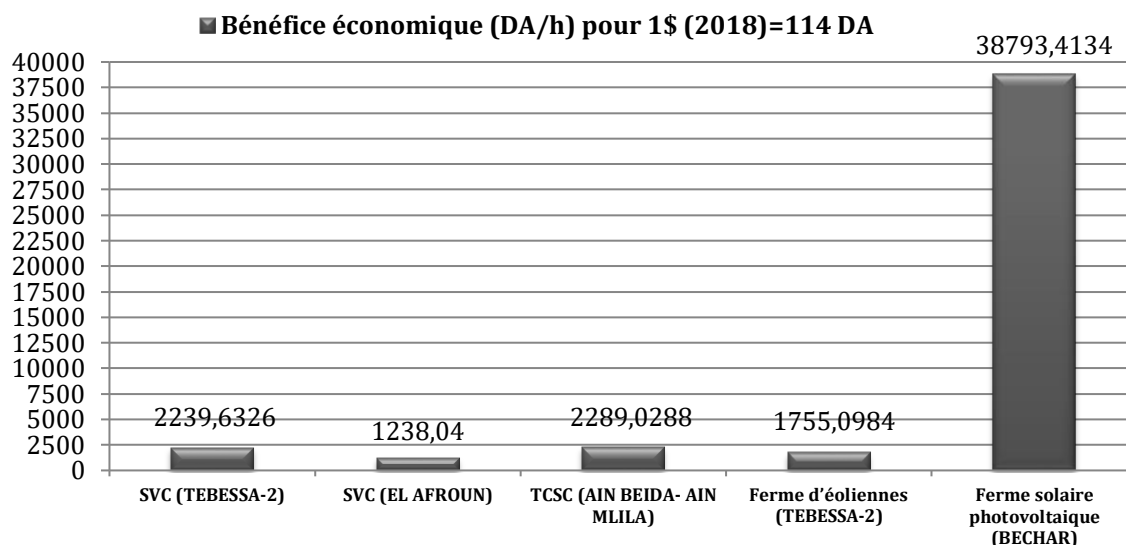 Bénéfice économique (DA/h) pour 1$ (2018)=114 DA
38793,4134
40000
37500
35000
32500
30000
27500
25000
22500
20000
17500
15000
12500
10000
7500
5000
2500
0
2239,6326
1238,04
2289,0288
1755,0984
SVC (TEBESSA-2)
SVC (EL AFROUN)
TCSC (AIN BEIDA- AIN
MLILA)
Ferme d'éoliennes
(TEBESSA-2)
Ferme solaire
photovoltaique
(BECHAR)